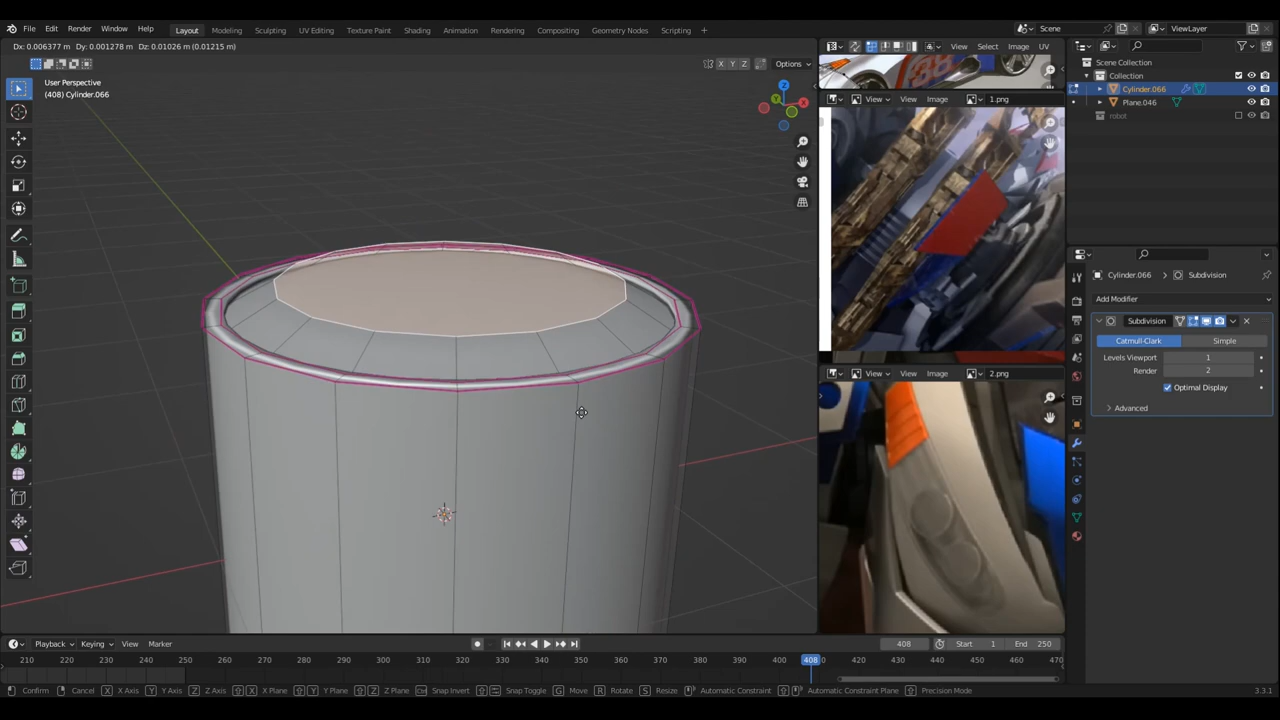 File Edit Render Window Help Layout Modeling Sculpting UV Editing Texture Paint Shading Animation Rendering Compositing Geometry Nodes Scripting + Scene ViewLayer
Dx: 0.006377 m Dy: 0.001278 m Dz: 0.01026 m (0.01215 m)
View Select Image UV
X Y Z Options
Scene Collection
Collection
Cylinder.066
Plane.046
robot
User Perspective
(408) Cylinder.066
View View Image 1.png
Cylinder.066 Subdivision
Add Modifier
Subdivision
Catmull-Clark Simple
Levels Viewport 1
Render 2
Optimal Display
Advanced
View View Image 2.png
Playback Keying View Marker 408 Start 1 End 250
210 220 230 240 250 260 270 280 290 300 310 320 330 340 350 360 370 380 390 400 408 420 430 440 450 460 470
Confirm Cancel X X Axis Y Y Axis Z Z Axis X X Plane Y Y Plane Z Z Plane Snap Invert Snap Toggle G Move R Rotate S Resize Automatic Constraint Automatic Constraint Plane Precision Mode 3.3.1